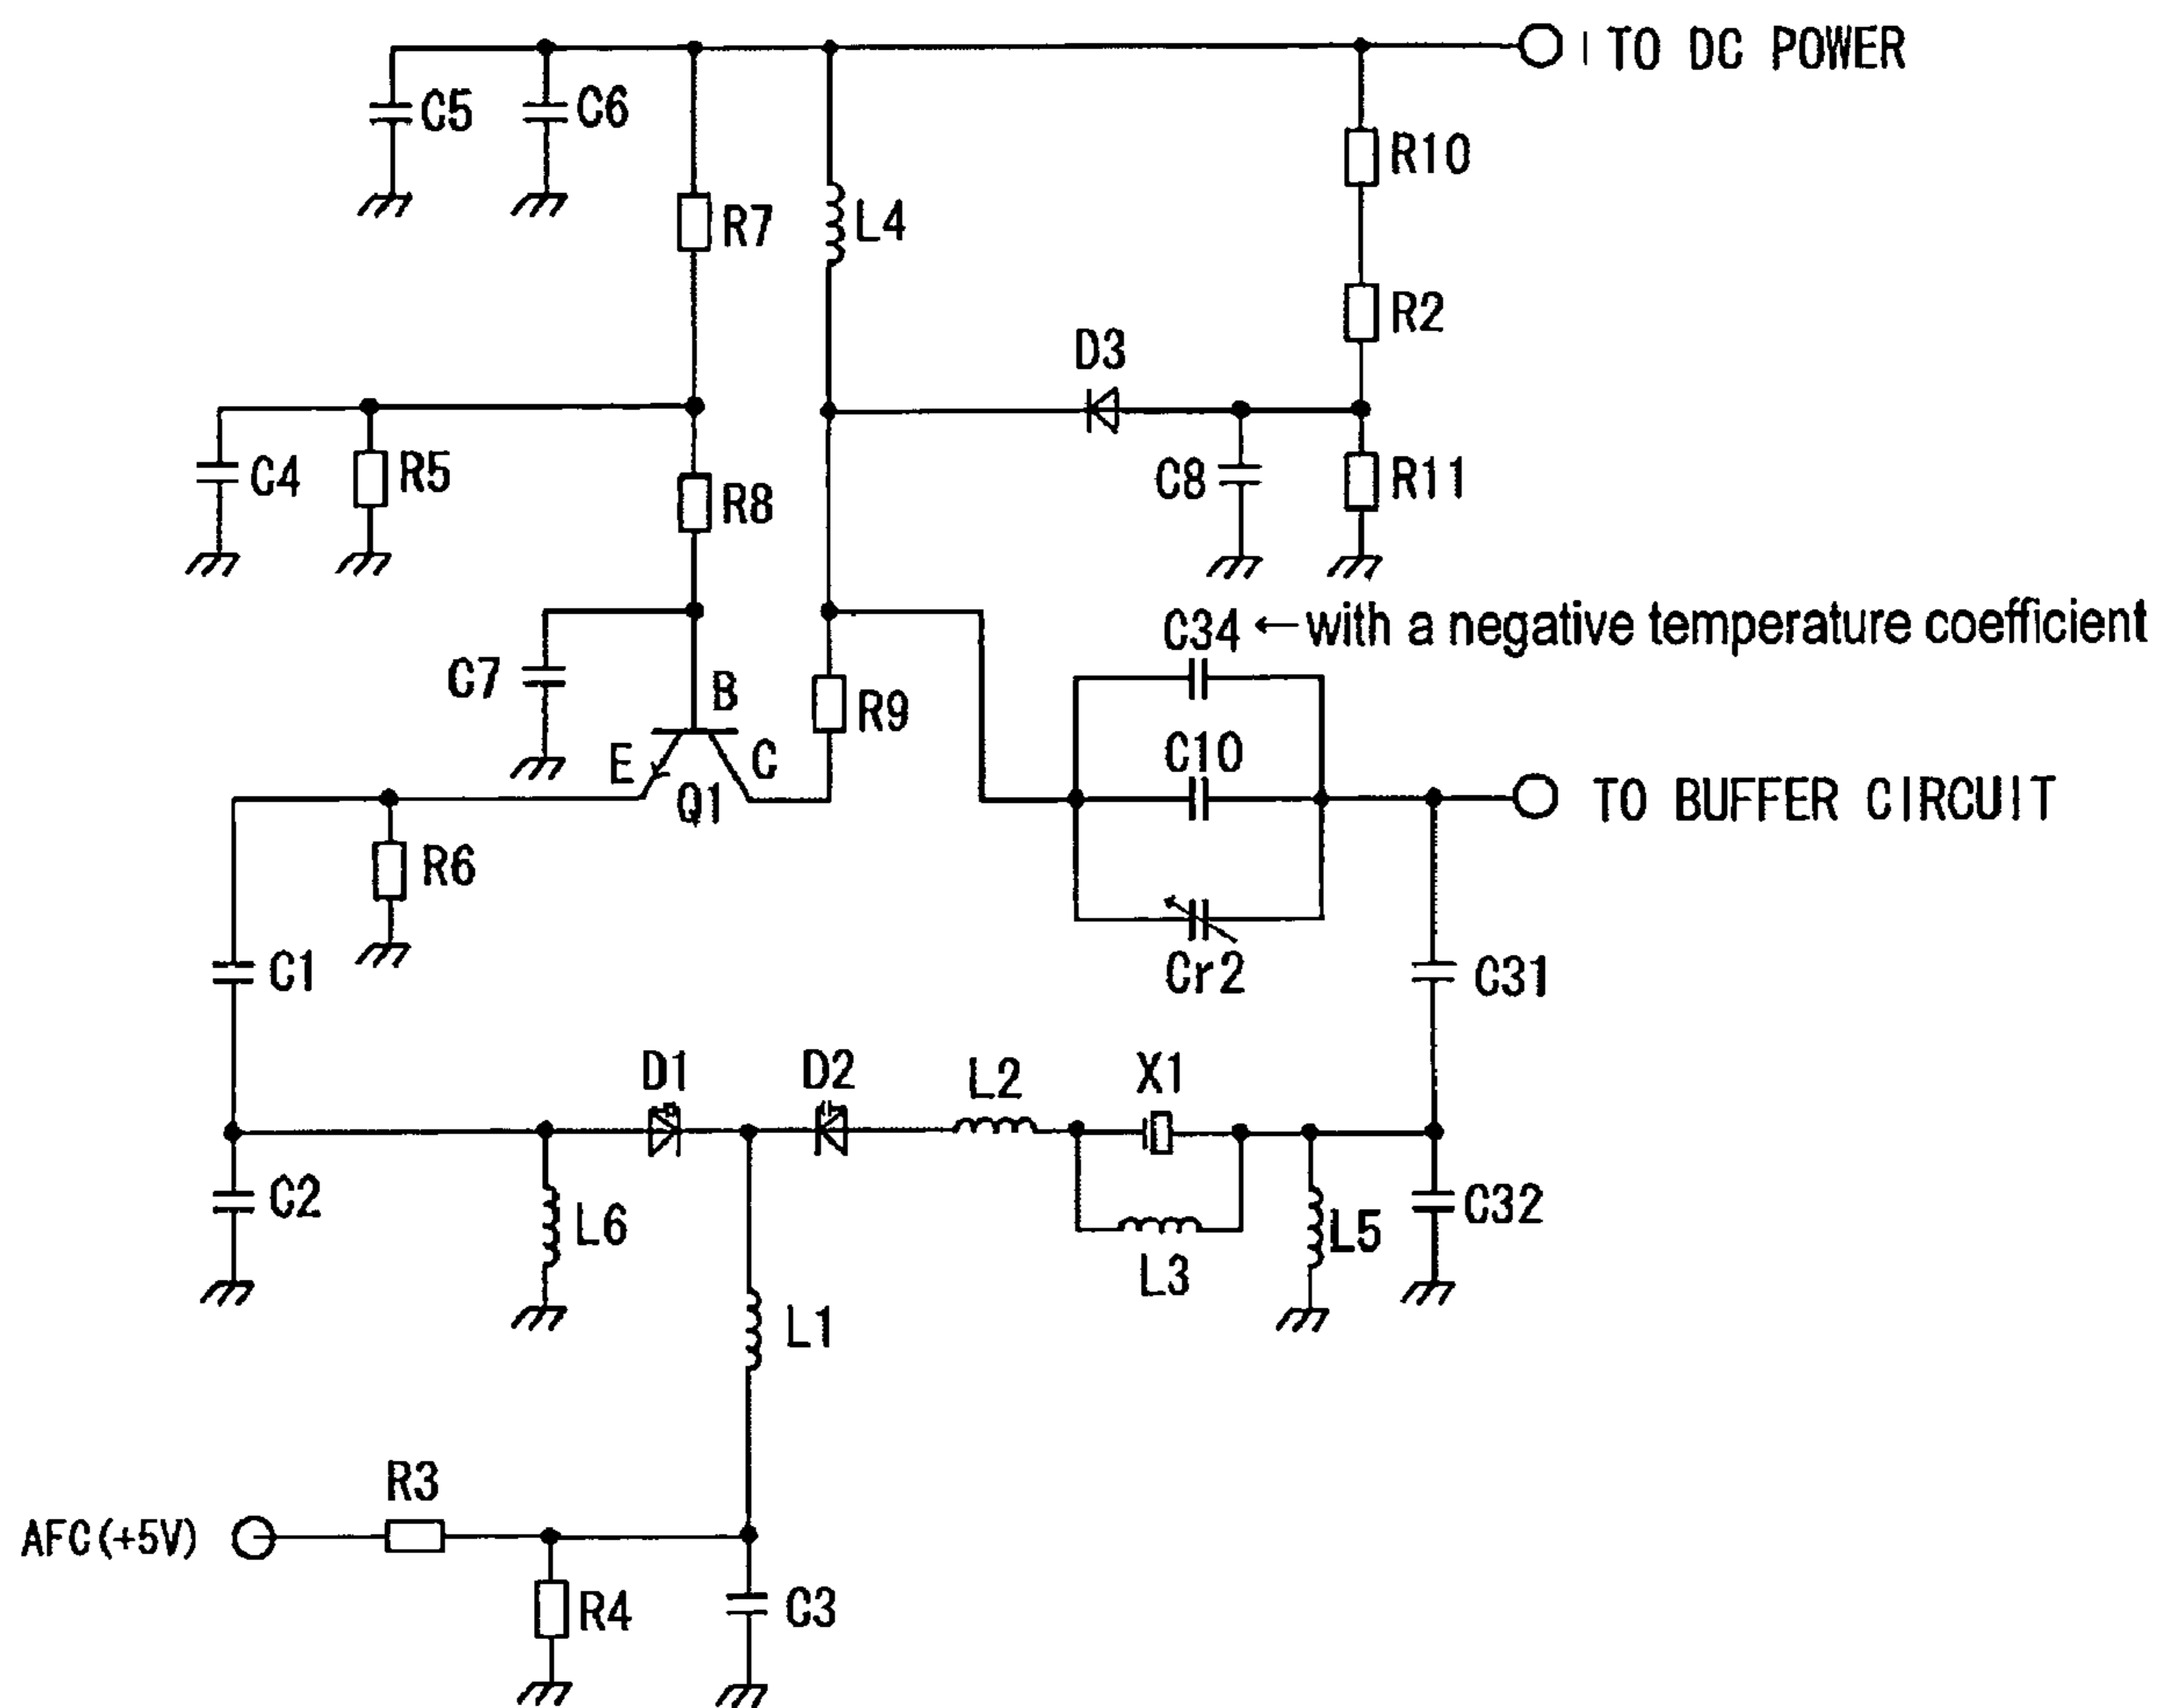 | TO DC POWER
C5
C6
R10
R7
L4
R2
D3
C4
R5
R8
C8
R11
C34 ←with a negative temperature coefficient
C7
B
R9
E
C
C10
Q1
TO BUFFER CIRCUIT
R6
C1
Cr2
C31
D1
D2
L2
X1
C2
L6
C32
L5
L3
L1
R3
AFC(+5V)
R4
C3